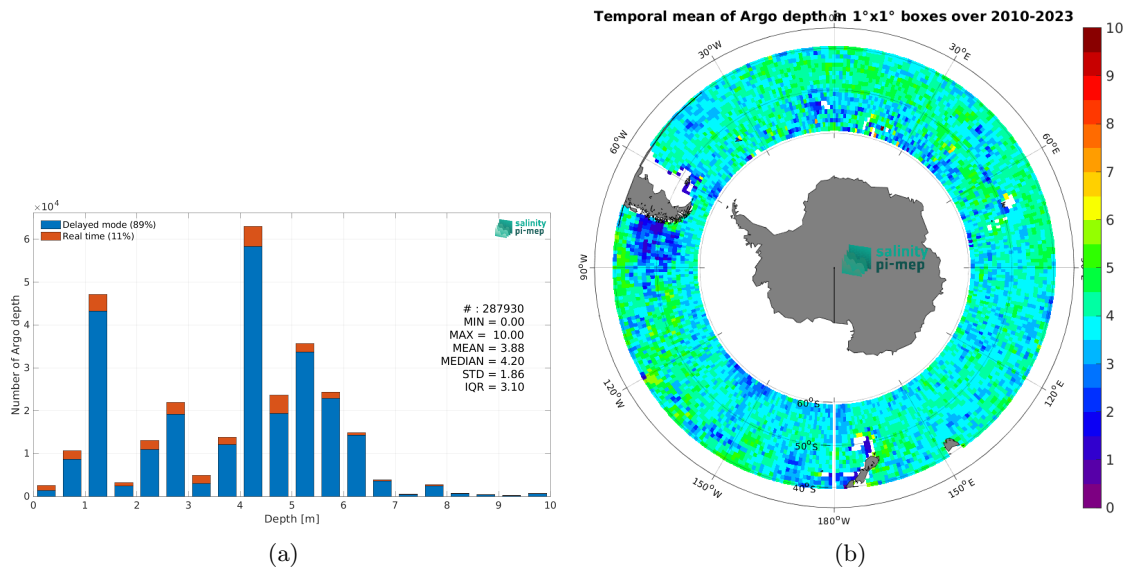 ×10⁴
Delayed mode (89%)
Real time (11%)
salinity
pi-mep
# : 287930
MIN = 0.00
MAX = 10.00
MEAN = 3.88
MEDIAN = 4.20
STD = 1.86
IQR = 3.10
Number of Argo depth
6
5
4
3
2
1
0
0 1 2 3 4 5 6 7 8 9 10
Depth [m]
(a)
Temporal mean of Argo depth in 1°x1° boxes over 2010-2023
30°W
30°E
60°W
60°E
90°W
salinity
pi-mep
120°W
120°E
60°S
50°S
40°S
150°W
150°E
180°W
10
9
8
7
6
5
4
3
2
1
0
(b)